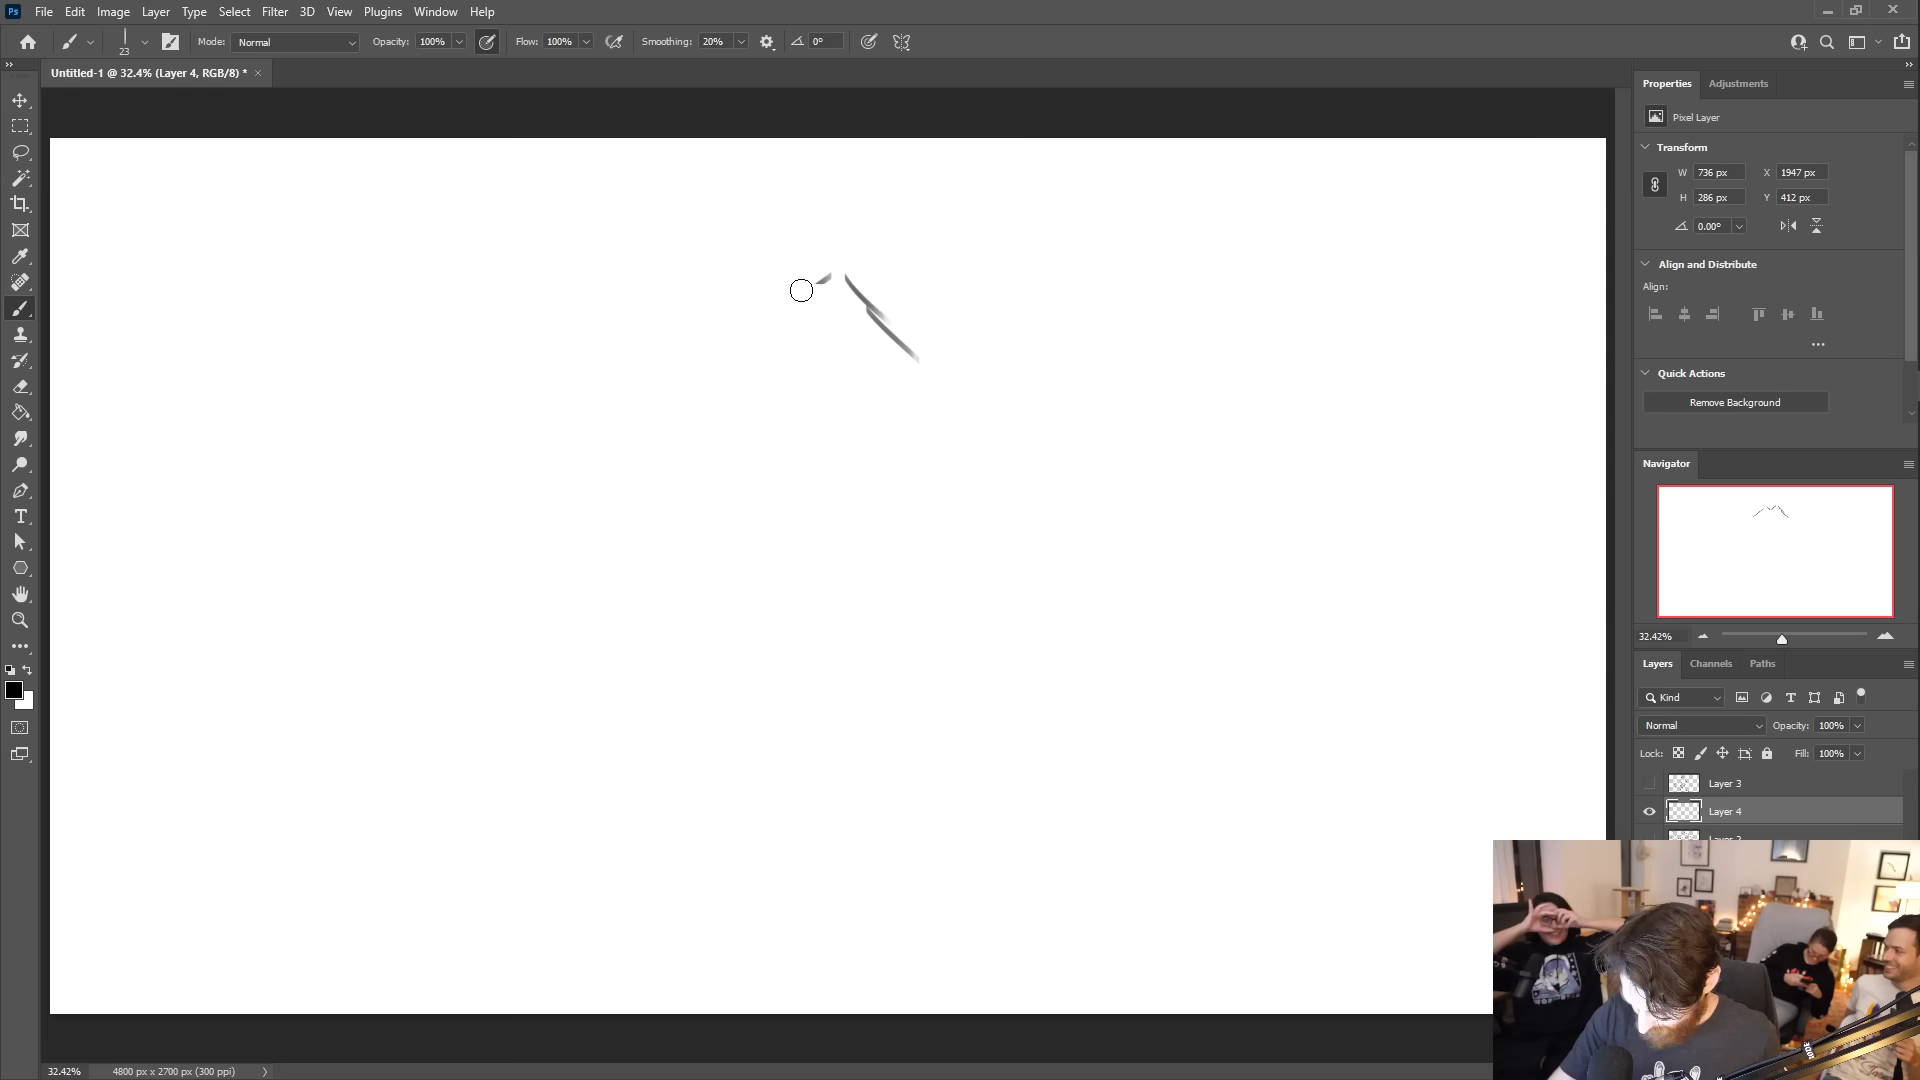 Ps File Edit Image Layer Type Select Filter 3D View Plugins Window Help
23 Mode: Normal Opacity: 100% Flow: 100% Smoothing: 20% 0°
Untitled-1 @ 32.4% (Layer 4, RGB/8) * ×
Properties Adjustments
Pixel Layer
Transform
W 736 px X 1947 px
H 286 px Y 412 px
0.00°
Align and Distribute
Align:
Quick Actions
Remove Background
Navigator
32.42%
Layers Channels Paths
Kind
Normal Opacity: 100%
Lock: Fill: 100%
Layer 3
Layer 4
Layer 2
32.42% 4800 px x 2700 px (300 ppi)